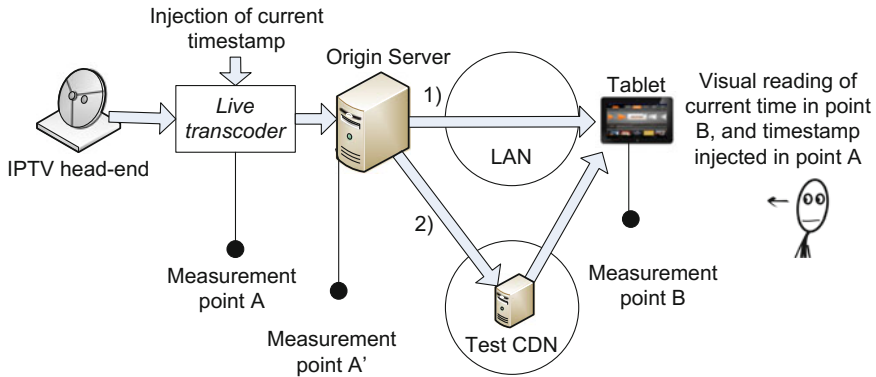 Injection of current
timestamp
Origin Server
1)
Tablet
Visual reading of
current time in point
B, and timestamp
injected in point A
Live
transcoder
IPTV head-end
LAN
2)
Measurement
point A
Measurement
point B
Measurement
point A'
Test CDN